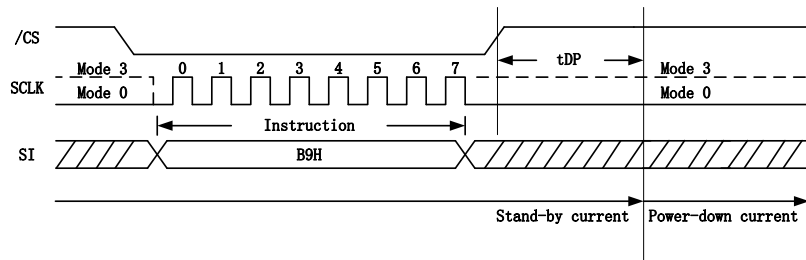 /CS
tDP
Mode 3 0 1 2 3 4 5 6 7 Mode 3
SCLK
Mode 0 Mode 0
Instruction
SI B9H
Stand-by current Power-down current